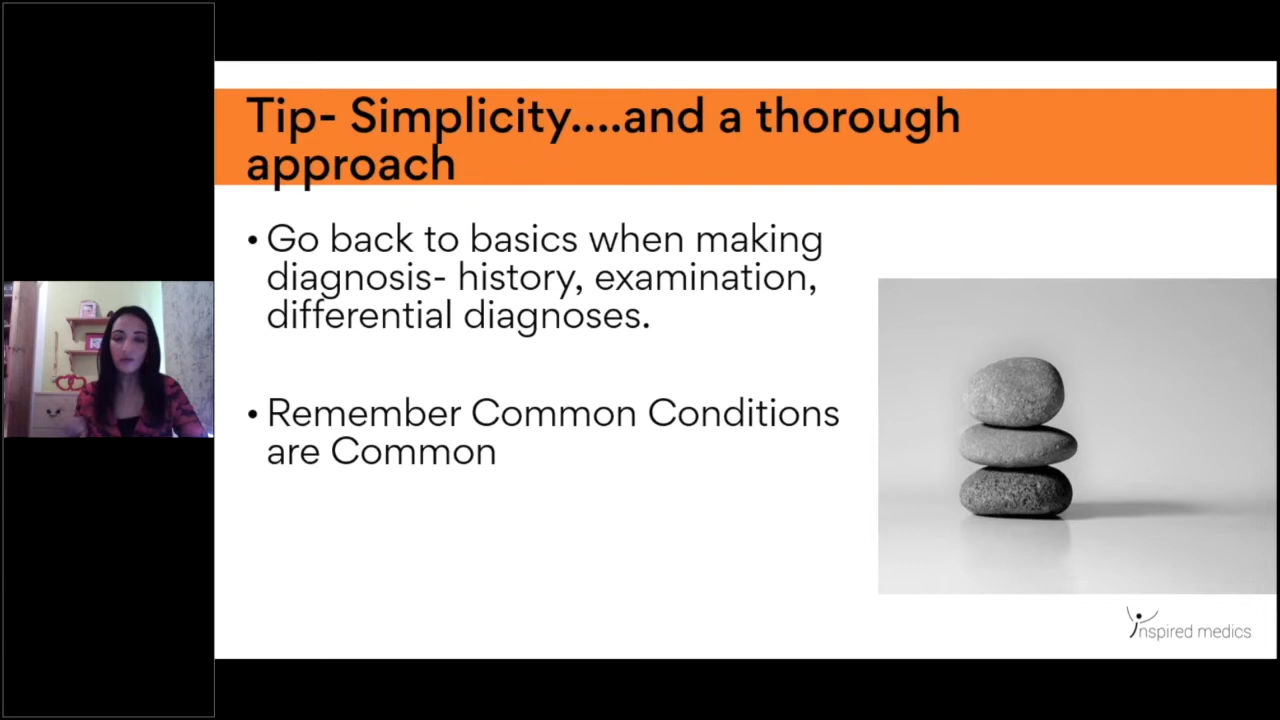 Tip- Simplicity....and a thorough
approach
• Go back to basics when making
diagnosis- history, examination,
differential diagnoses.
• Remember Common Conditions
are Common
inspired medics